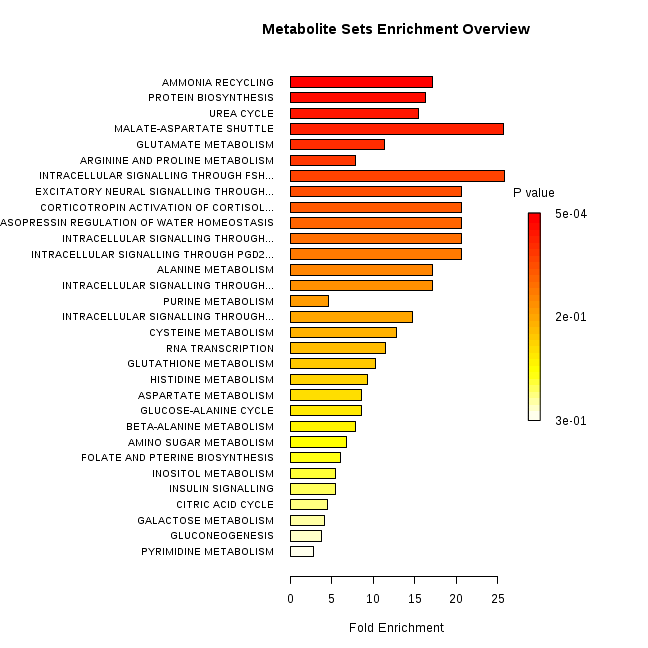 Metabolite Sets Enrichment Overview
AMMONIA RECYCLING
PROTEIN BIOSYNTHESIS
UREA CYCLE
MALATE-ASPARTATE SHUTTLE
GLUTAMATE METABOLISM
ARGININE AND PROLINE METABOLISM
INTRACELLULAR SIGNALLING THROUGH FSH...
EXCITATORY NEURAL SIGNALLING THROUGH...
CORTICOTROPIN ACTIVATION OF CORTISOL...
ASOPRESSIN REGULATION OF WATER HOMEOSTASIS
INTRACELLULAR SIGNALLING THROUGH...
INTRACELLULAR SIGNALLING THROUGH PGD2...
ALANINE METABOLISM
INTRACELLULAR SIGNALLING THROUGH...
PURINE METABOLISM
INTRACELLULAR SIGNALLING THROUGH...
CYSTEINE METABOLISM
RNA TRANSCRIPTION
GLUTATHIONE METABOLISM
HISTIDINE METABOLISM
ASPARTATE METABOLISM
GLUCOSE-ALANINE CYCLE
BETA-ALANINE METABOLISM
AMINO SUGAR METABOLISM
FOLATE AND PTERINE BIOSYNTHESIS
INOSITOL METABOLISM
INSULIN SIGNALLING
CITRIC ACID CYCLE
GALACTOSE METABOLISM
GLUCONEOGENESIS
PYRIMIDINE METABOLISM
P value
5e-04
2e-01
3e-01
0 5 10 15 20 25
Fold Enrichment